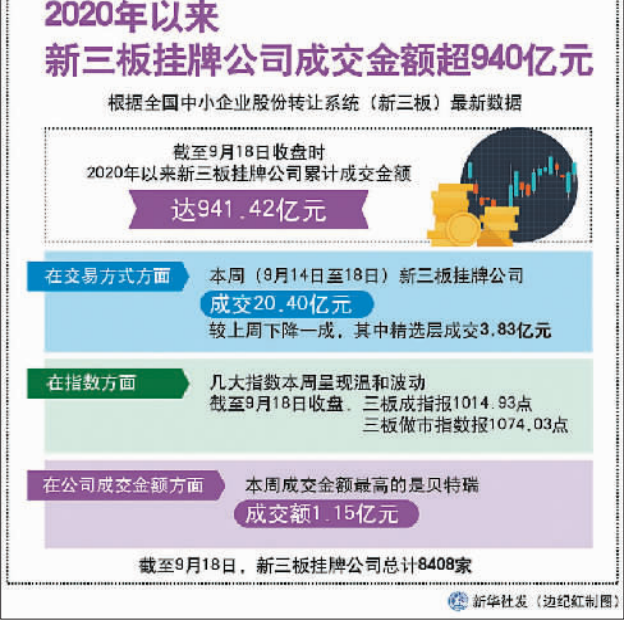 2020年以来
新三板挂牌公司成交金额超940亿元
根据全国中小企业股份转让系统（新三板）最新数据
截至9月18日收盘时
2020年以来新三板挂牌公司累计成交金额
达941.42亿元
在交易方式方面
本周（9月14日至18日）新三板挂牌公司
成交20.40亿元
较上周下降一成，其中精选层成交3.83亿元
在指数方面
几大指数本周呈现温和波动
截至9月18日收盘，三板成指报1014.93点
三板做市指数报1074.03点
在公司成交金额方面
本周成交金额最高的是贝特瑞
成交额1.15亿元
截至9月18日，新三板挂牌公司总计8408家
新华社发（边纪红制图）